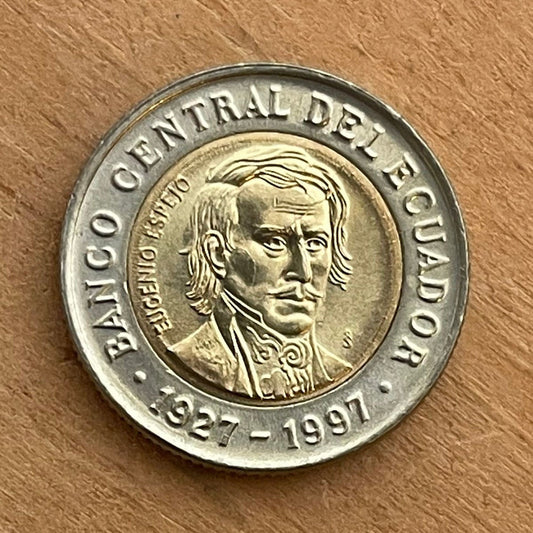 · BANCO CENTRAL DEL ECUADOR ·
1927 - 1997
EUGENIO ESPEJO